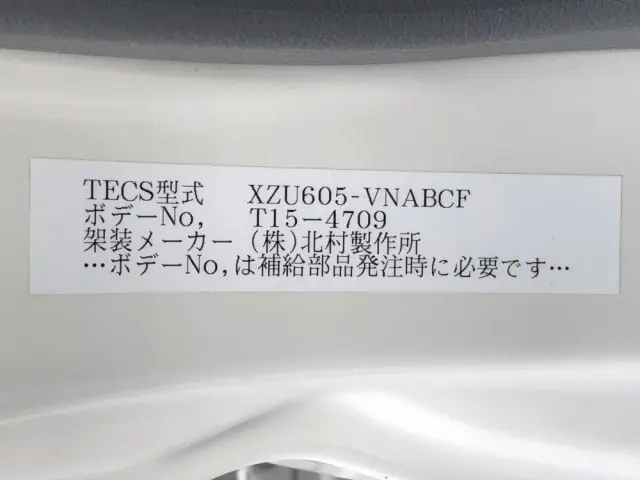 TECS型式 XZU605-VNABCF
ボデーNo, T15-4709
架装メーカー (株)北村製作所
…ボデーNo,は補給部品発注時に必要です…